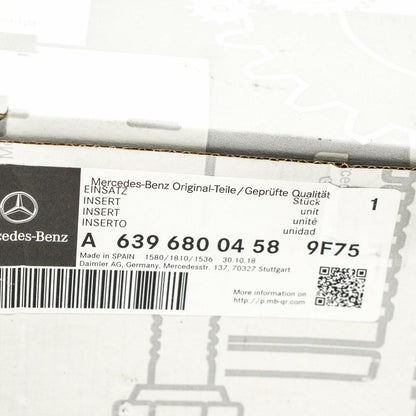 Mercedes-Benz Original-Teile/Geprüfte Qualität
EINSATZ Stück 1
INSERT unit
INSERT unité
INSERTO unidad
A 639 680 04 58 9F75
Made in SPAIN 1580/1810/1536 30.10.18
Daimler AG, Germany, Mercedesstr. 137, 70327 Stuttgart
cedes-Benz
More information on
http://p.mb-qr.com